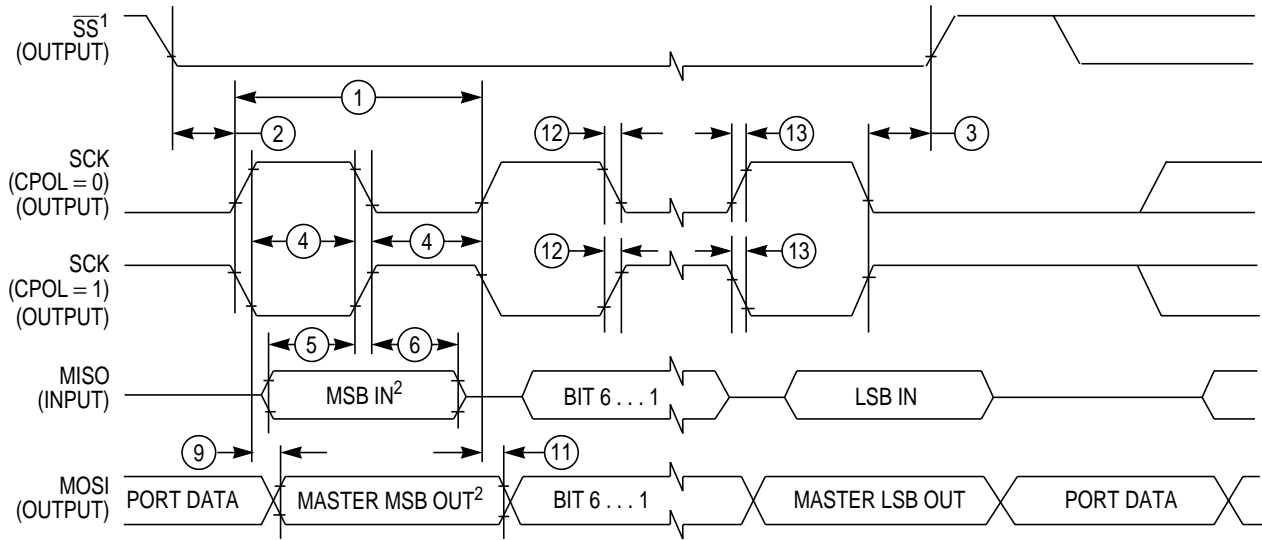 SS¹
(OUTPUT)
1
2
12
13
3
SCK
(CPOL = 0)
(OUTPUT)
4
4
12
13
SCK
(CPOL = 1)
(OUTPUT)
5
6
MISO
(INPUT)
MSB IN²
BIT 6 . . . 1
LSB IN
9
11
MOSI
(OUTPUT)
PORT DATA
MASTER MSB OUT²
BIT 6 . . . 1
MASTER LSB OUT
PORT DATA